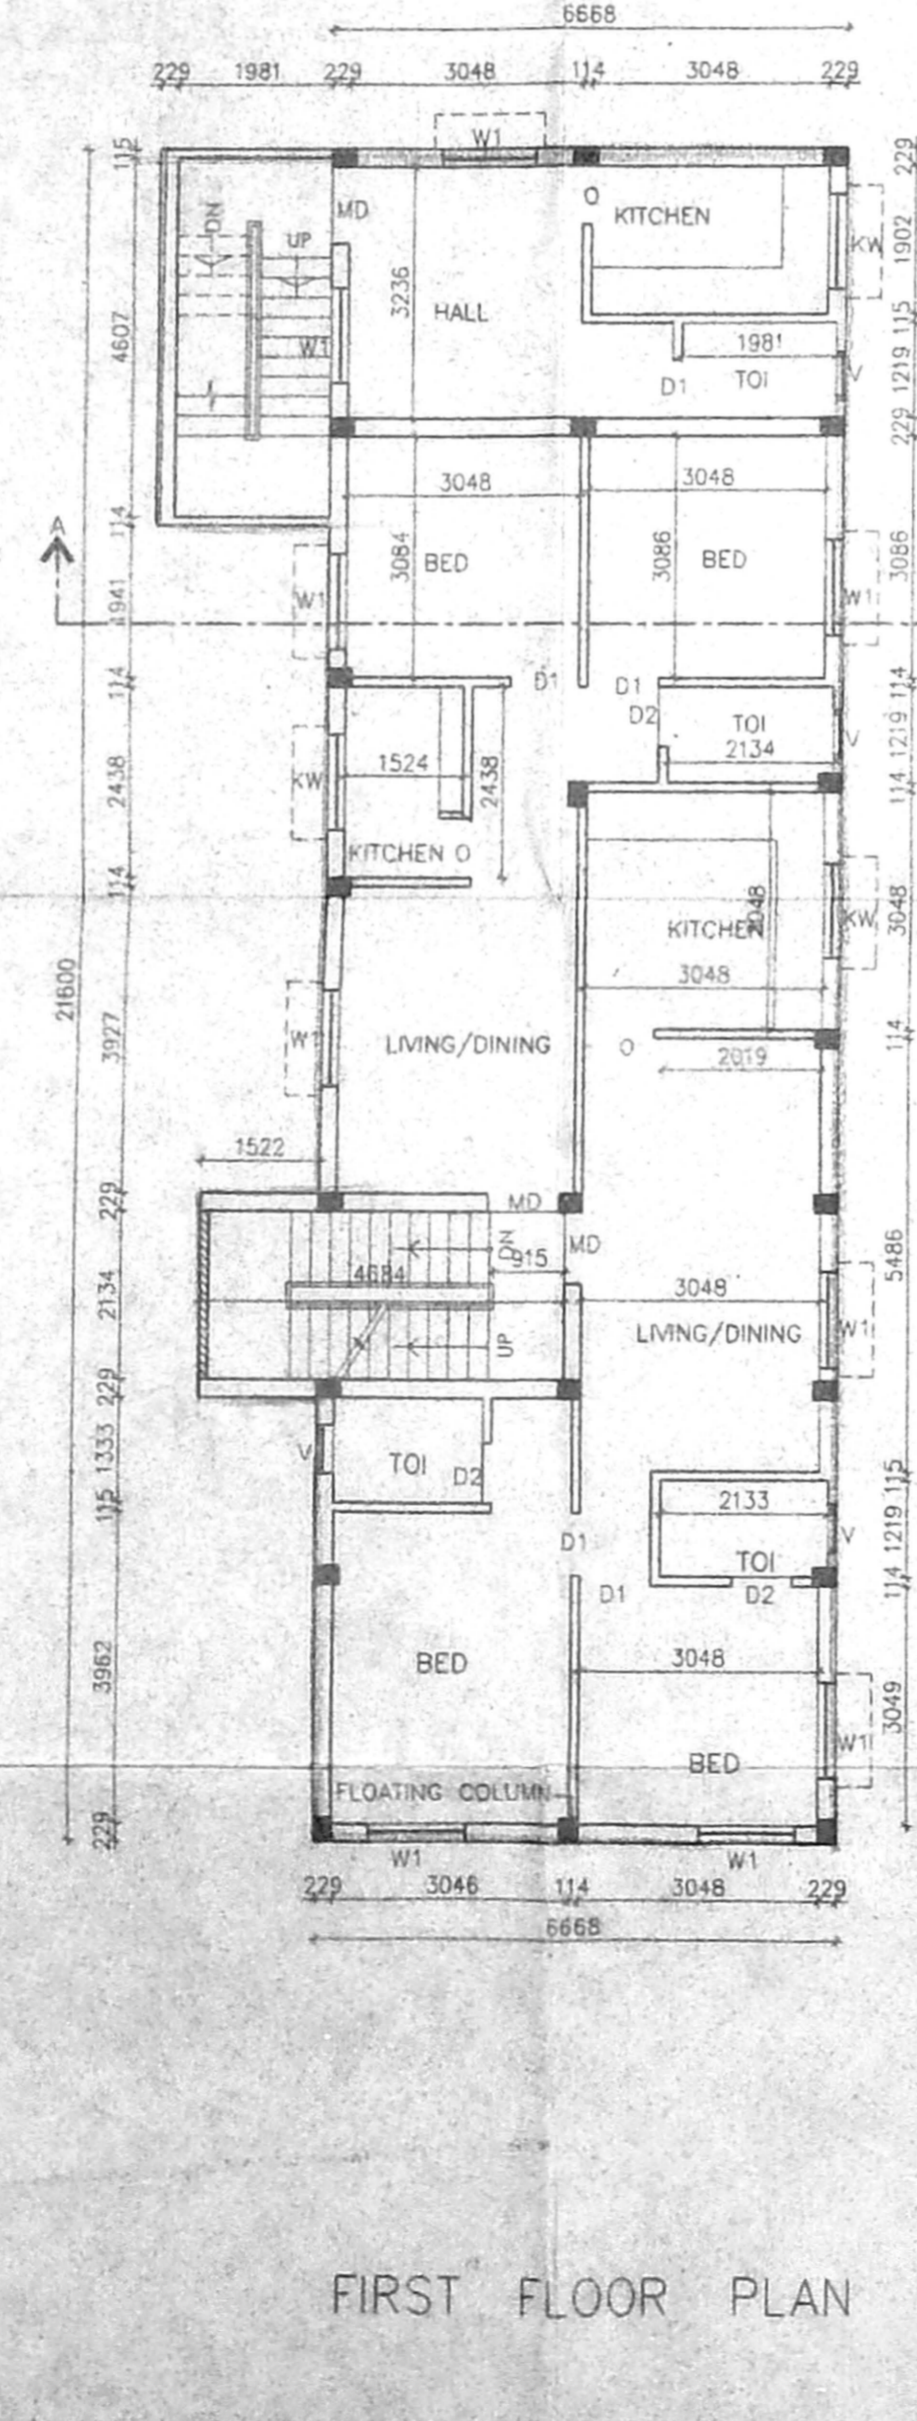 6668
229 1981 229 3048 114 3048 229
W1
115 229
MD O KITCHEN
DN UP KW 1902
3236 HALL
4607 W1 1981 115
D1 TOI V 1219
229
3048 3048
114
A 3084 BED 3086 BED 3086
1941 W1 W1
114 D1 D1 114
D2 TOI V 1219
2438 KW 1524 2438 2134 114
KITCHEN O
114 KITCHEN KW 3048
21600 3048
3927 W1 LIVING/DINING O 2019 114
1522
229 MD
DN 915 MD 5486
2134 4684 3048
UP LIVING/DINING W1
229
1333 V TOI D2 115
115 2133
D1 TOI V 1219
D1 D2 114
3962 BED 3048
3049
BED W1
FLOATING COLUMN
229
W1 W1
229 3046 114 3048 229
6668
FIRST FLOOR PLAN